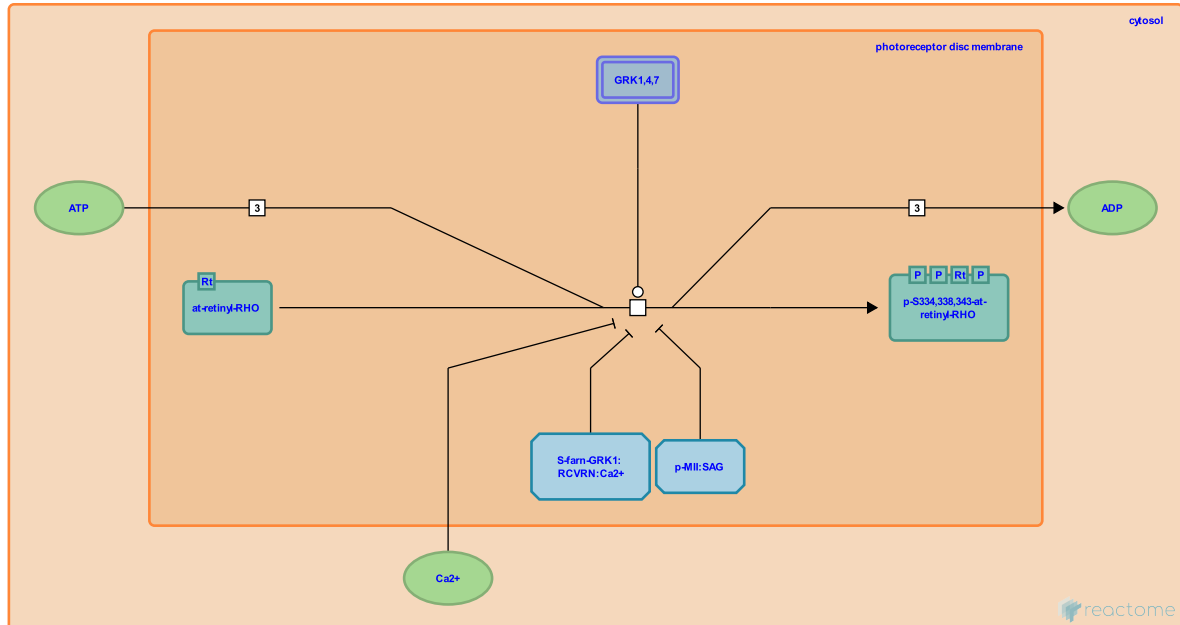 cytosol
photoreceptor disc membrane
GRK1,4,7
ATP
3
3
ADP
Rt
at-retinyl-RHO
P P Rt P
p-S334,338,343-at-
retinyl-RHO
S-farn-GRK1:
RCVRN:Ca2+
p-MII:SAG
Ca2+
reactome